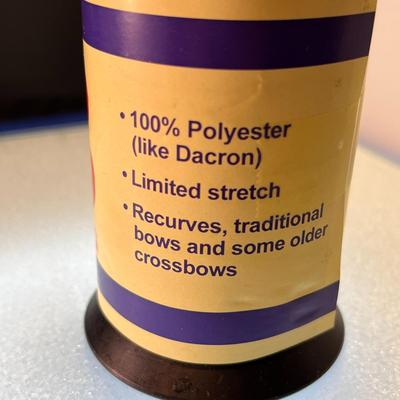 • 100% Polyester
(like Dacron)
• Limited stretch
• Recurves, traditional
bows and some older
crossbows